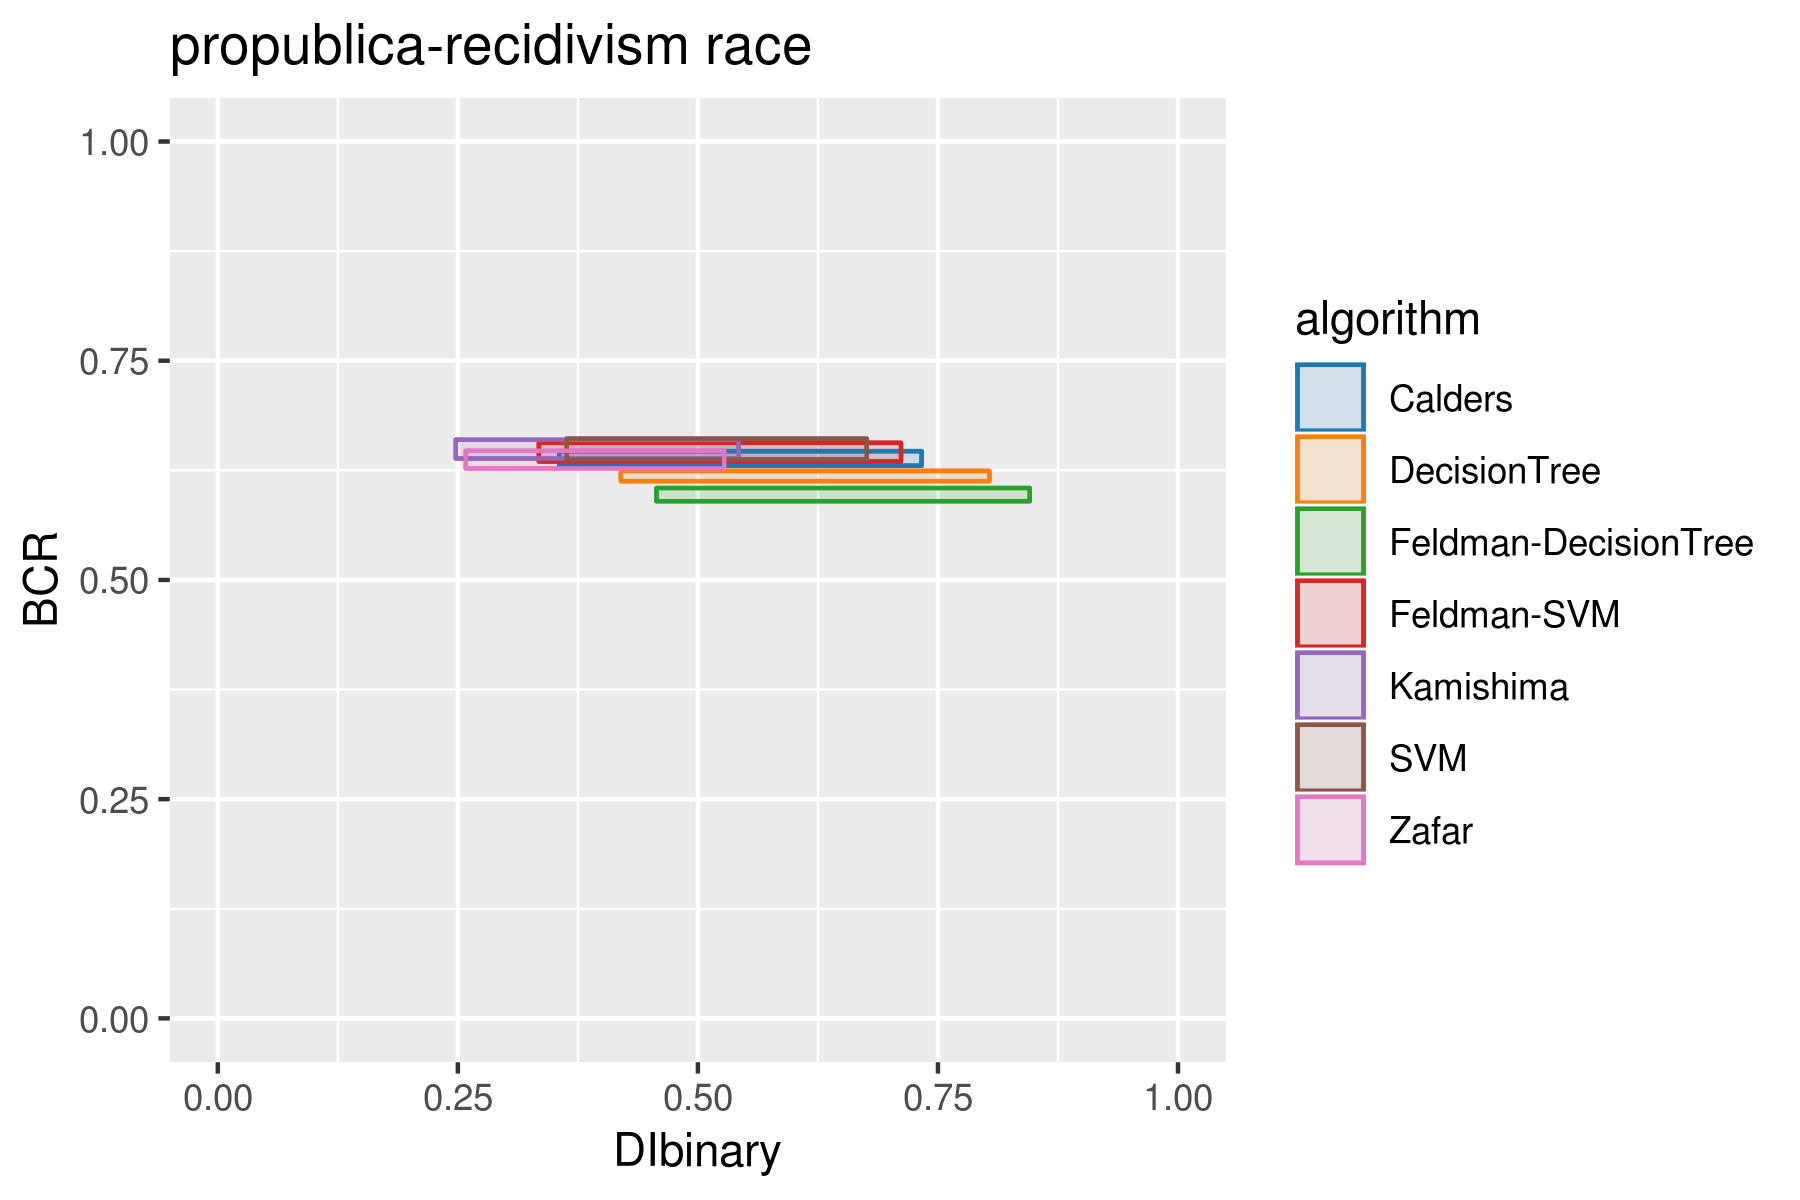 propublica-recidivism race
1.00
0.75
0.50
0.25
0.00
BCR
0.00 0.25 0.50 0.75 1.00
DIbinary
algorithm
Calders
DecisionTree
Feldman-DecisionTree
Feldman-SVM
Kamishima
SVM
Zafar